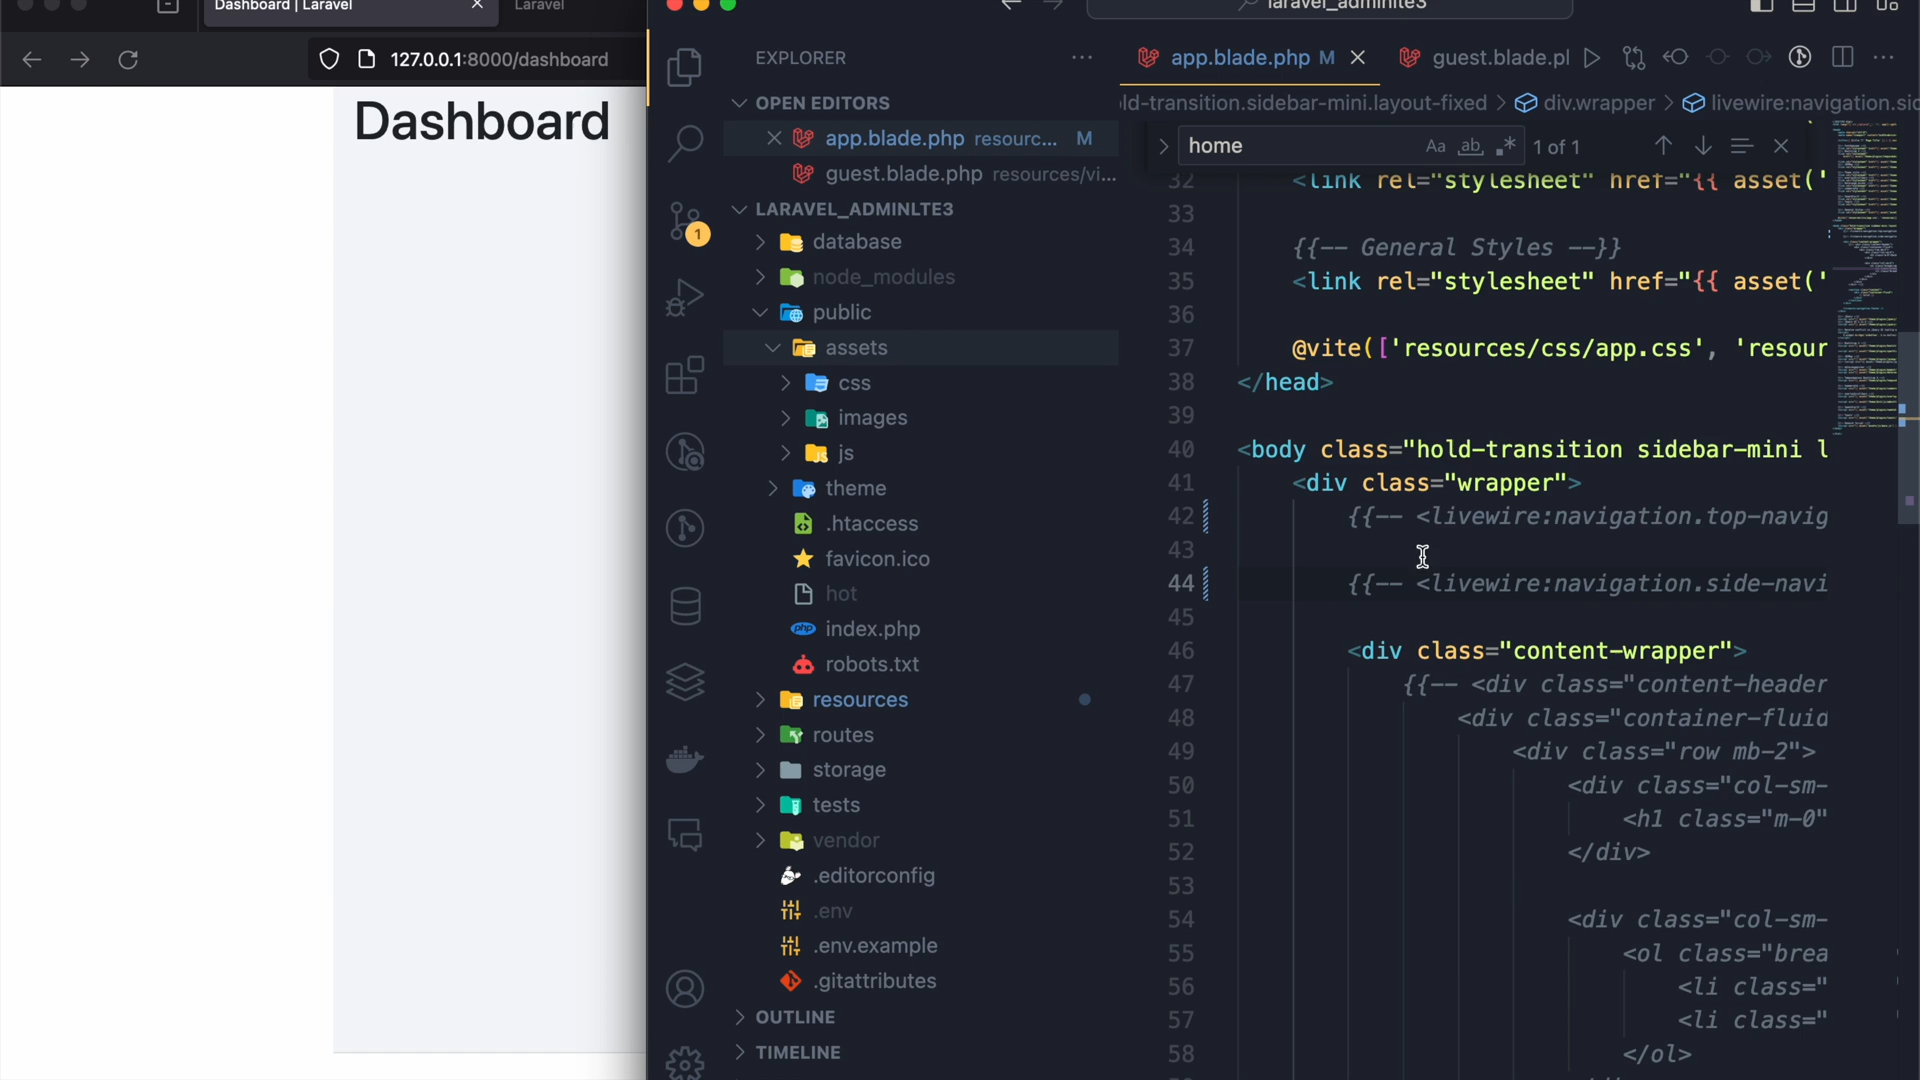 Dashboard | Laravel
Laravel
127.0.0.1:8000/dashboard
Dashboard
laravel_adminlte3
EXPLORER
OPEN EDITORS
app.blade.php resourc... M
guest.blade.php resources/vi...
LARAVEL_ADMINLTE3
database
node_modules
public
assets
css
images
js
theme
.htaccess
favicon.ico
hot
index.php
robots.txt
resources
routes
storage
tests
vendor
.editorconfig
.env
.env.example
.gitattributes
OUTLINE
TIMELINE
1
app.blade.php M
guest.blade.pl
ld-transition.sidebar-mini.layout-fixed > div.wrapper > livewire:navigation.sid
home Aa ab 1 of 1
32 <link rel="stylesheet" href="{{ asset('
33
34 {{-- General Styles --}}
35 <link rel="stylesheet" href="{{ asset('
36
37 @vite(['resources/css/app.css', 'resour
38 </head>
39
40 <body class="hold-transition sidebar-mini l
41 <div class="wrapper">
42 {{-- <livewire:navigation.top-navig
43
44 {{-- <livewire:navigation.side-navi
45
46 <div class="content-wrapper">
47 {{-- <div class="content-header
48 <div class="container-fluid
49 <div class="row mb-2">
50 <div class="col-sm-
51 <h1 class="m-0"
52 </div>
53
54 <div class="col-sm-
55 <ol class="brea
56 <li class="
57 <li class="
58 </ol>